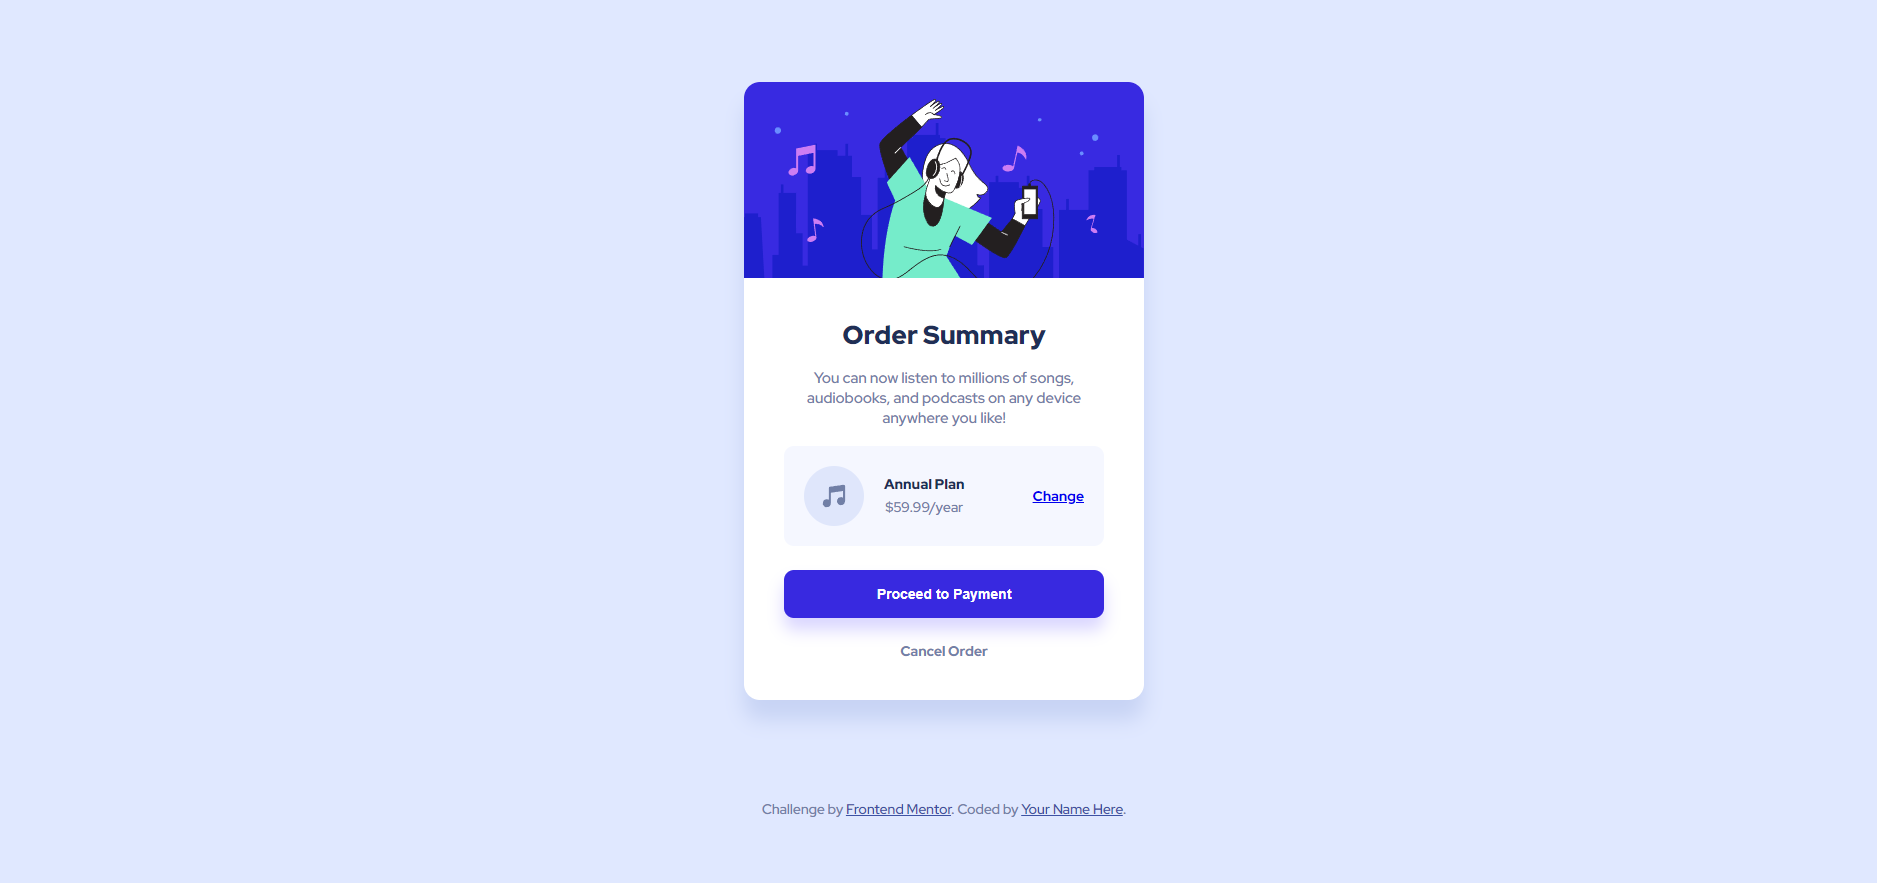 Order Summary
You can now listen to millions of songs,
audiobooks, and podcasts on any device
anywhere you like!
Annual Plan
$59.99/year
Change
Proceed to Payment
Cancel Order
Challenge by Frontend Mentor. Coded by Your Name Here.